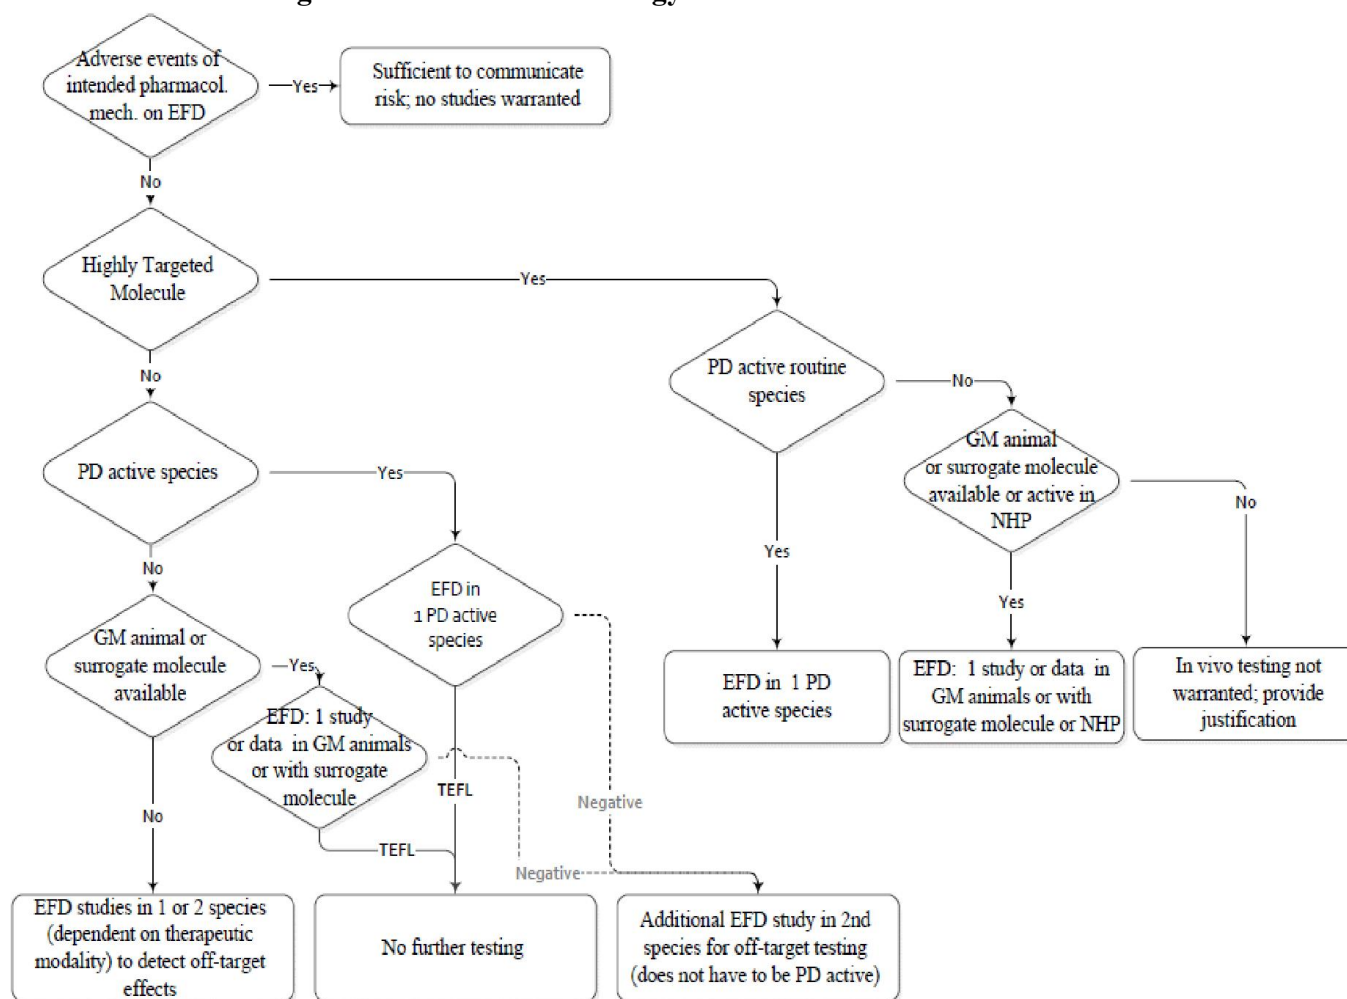 Adverse events of
intended pharmacol.
mech. on EFD
Yes
Sufficient to communicate
risk; no studies warranted
No
Highly Targeted
Molecule
Yes
No
PD active routine
species
No
GM animal
or surrogate molecule
available or active in
NHP
No
Yes
Yes
PD active species
Yes
No
EFD in
1 PD active
species
GM animal or
surrogate molecule
available
Yes
EFD: 1 study
or data in GM animals
or with surrogate
molecule
TEFL
TEFL
Negative
Negative
No
EFD in 1 PD
active species
EFD: 1 study or data in
GM animals or with
surrogate molecule or NHP
In vivo testing not
warranted; provide
justification
EFD studies in 1 or 2 species
(dependent on therapeutic
modality) to detect off-target
effects
No further testing
Additional EFD study in 2nd
species for off-target testing
(does not have to be PD active)